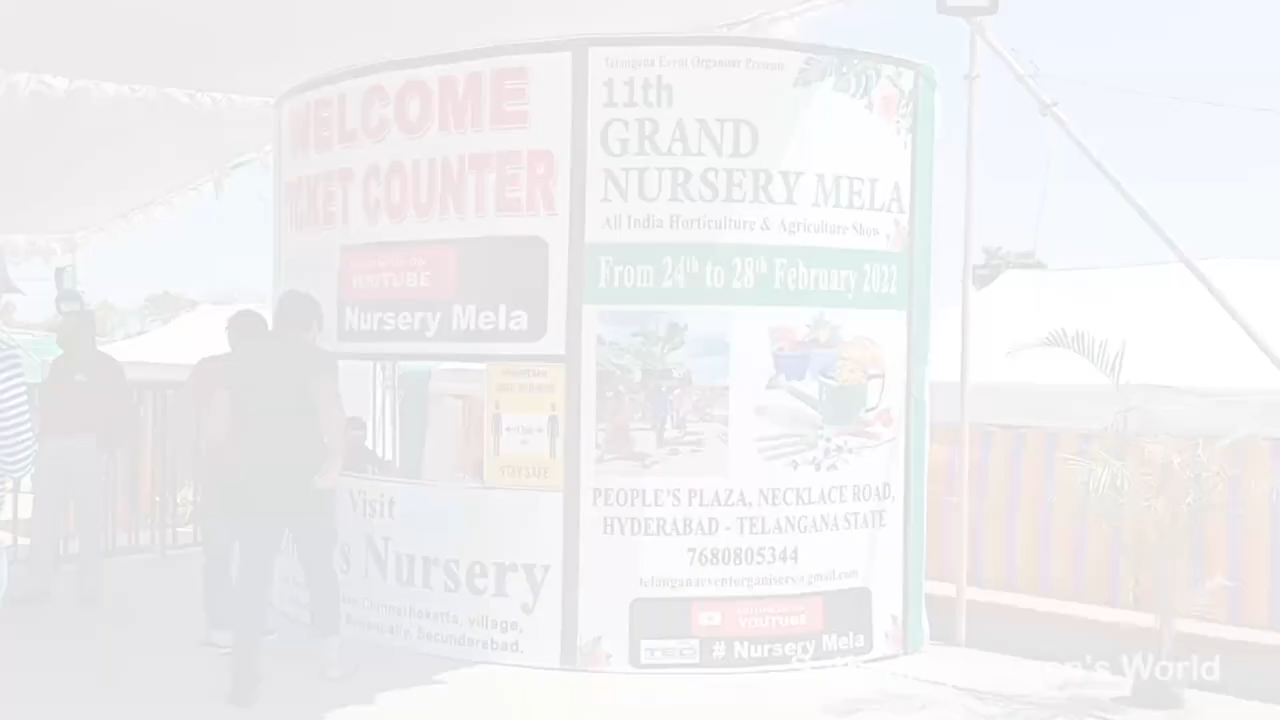 WELCOME
TICKET COUNTER
YOUTUBE
Nursery Mela
STAY SAFE
Visit
s Nursery
village,
Secunderabad.
Telangana Event Organiser Presents
11th
GRAND
NURSERY MELA
All India Horticulture & Agriculture Show
From 24th to 28th February 2022
PEOPLE'S PLAZA, NECKLACE ROAD,
HYDERABAD - TELANGANA STATE
7680805344
telanganaeventorganisers@gmail.com
YOUTUBE
TEO # Nursery Mela
's World